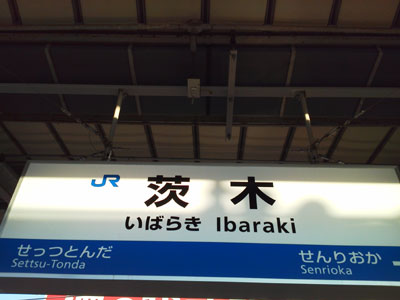 JR 茨木
いばらき Ibaraki
せっつとんだ せんりおか
Settsu-Tonda Senrioka